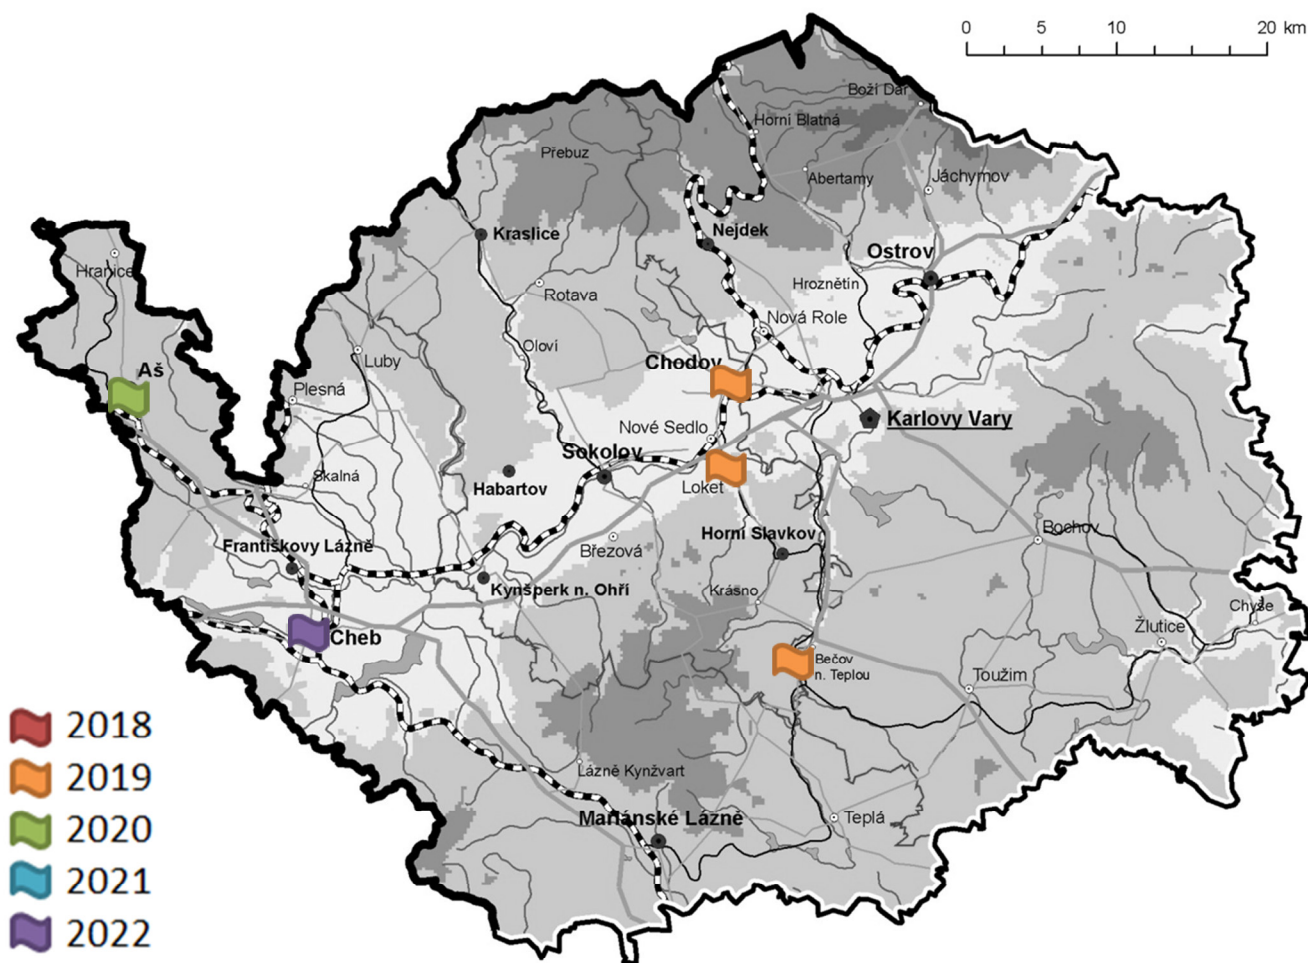 0 5 10 20 km
Boží Dar
Horní Blatná
Přebuz
Abertamy
Jáchymov
Kraslice
Nejdek
Ostrov
Hranice
Hroznětín
Rotava
Nová Role
Oloví
Luby
Chodov
Aš
Plesná
Karlovy Vary
Nové Sedlo
Sokolov
Skalná
Habartov
Loket
Bochov
Horní Slavkov
Františkovy Lázně
Březová
Kynšperk n. Ohří
Krásno
Chyše
Žlutice
Cheb
Bečov
n. Teplou
Toužim
2018
Lázně Kynžvart
2019
Mariánské Lázně
Teplá
2020
2021
2022